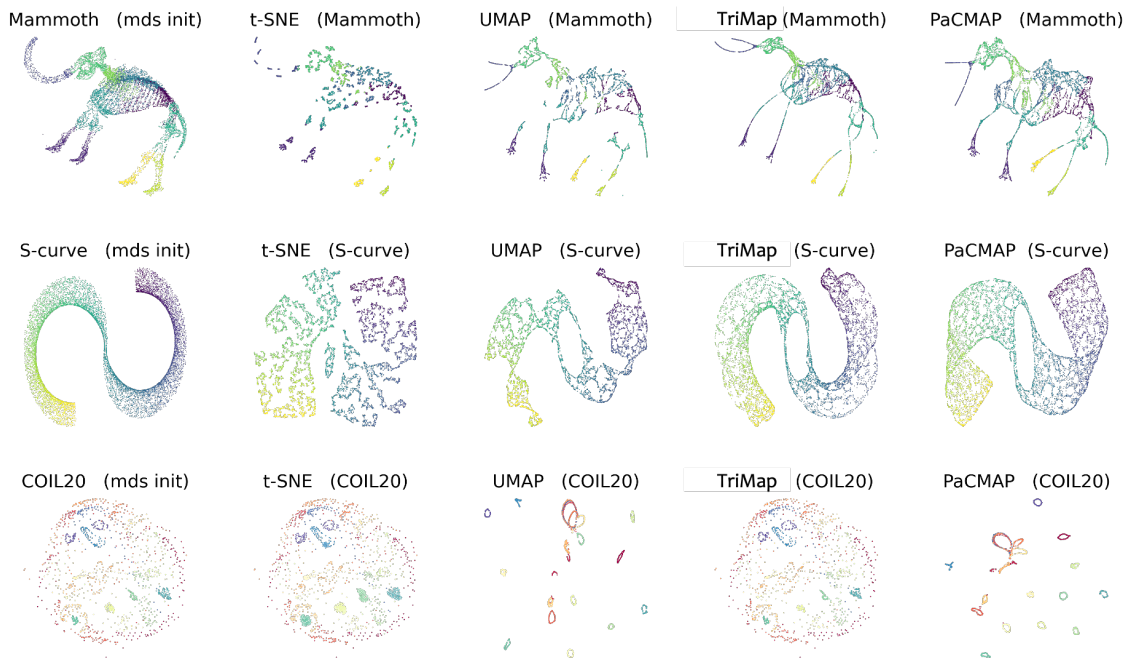 Mammoth (mds init)
t-SNE (Mammoth)
UMAP (Mammoth)
TriMap (Mammoth)
PaCMAP (Mammoth)
S-curve (mds init)
t-SNE (S-curve)
UMAP (S-curve)
TriMap (S-curve)
PaCMAP (S-curve)
COIL20 (mds init)
t-SNE (COIL20)
UMAP (COIL20)
TriMap (COIL20)
PaCMAP (COIL20)